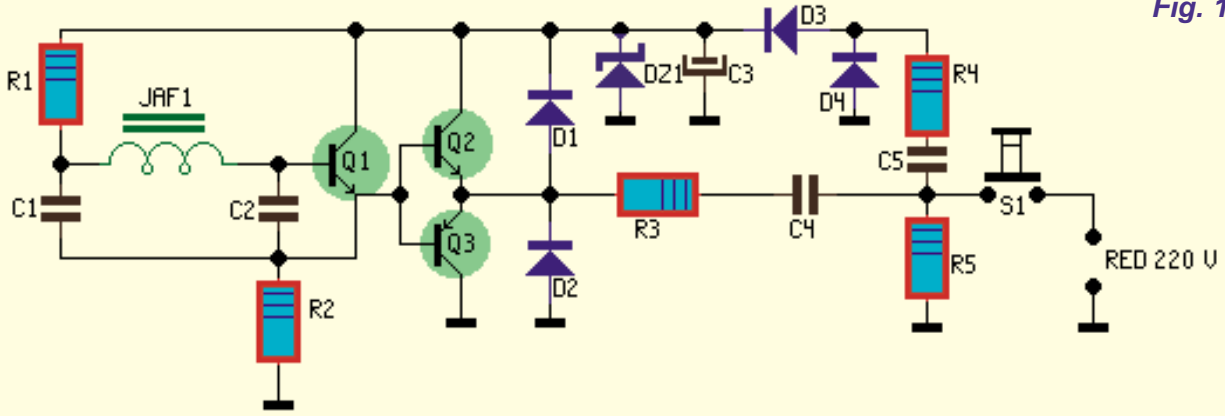 Fig. 1
D3
R1
JAF1
DZ1
C3
D4
R4
D1
Q1
Q2
C5
C1
C2
R3
C4
S1
Q3
D2
R5
RED 220 V
R2